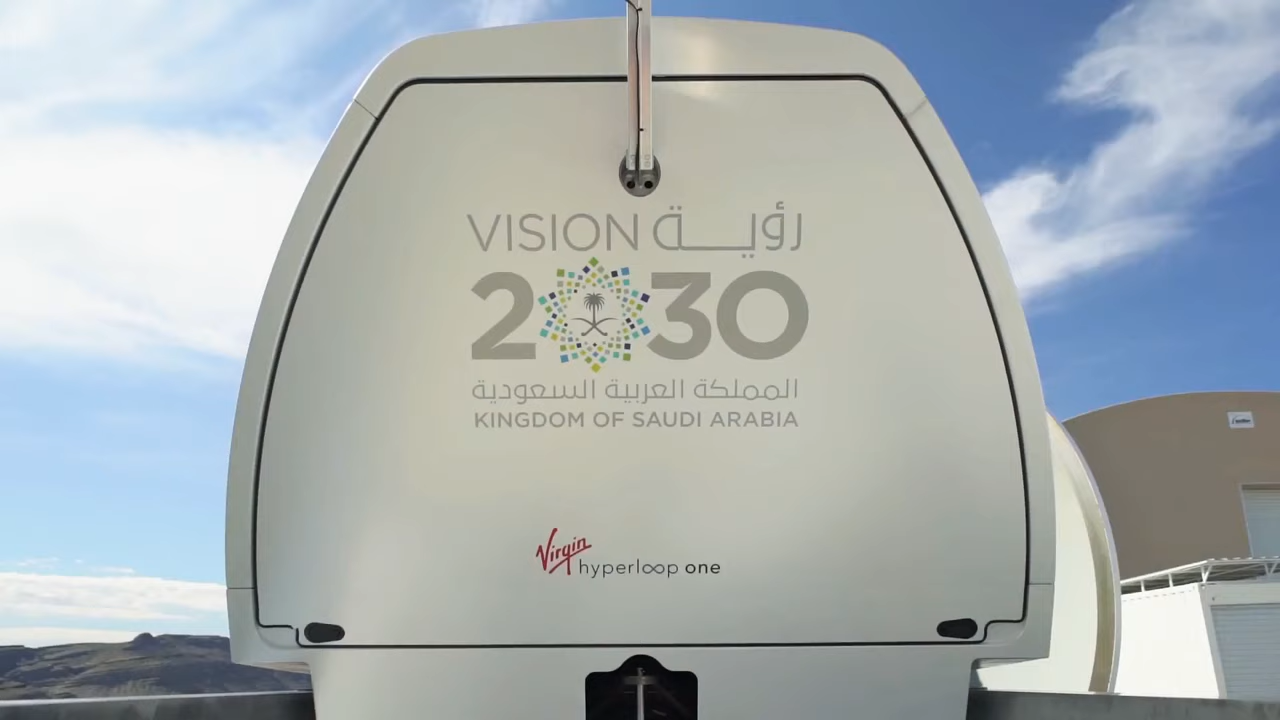 VISION رؤية
2030
المملكة العربية السعودية
KINGDOM OF SAUDI ARABIA
Virgin
hyperloop one